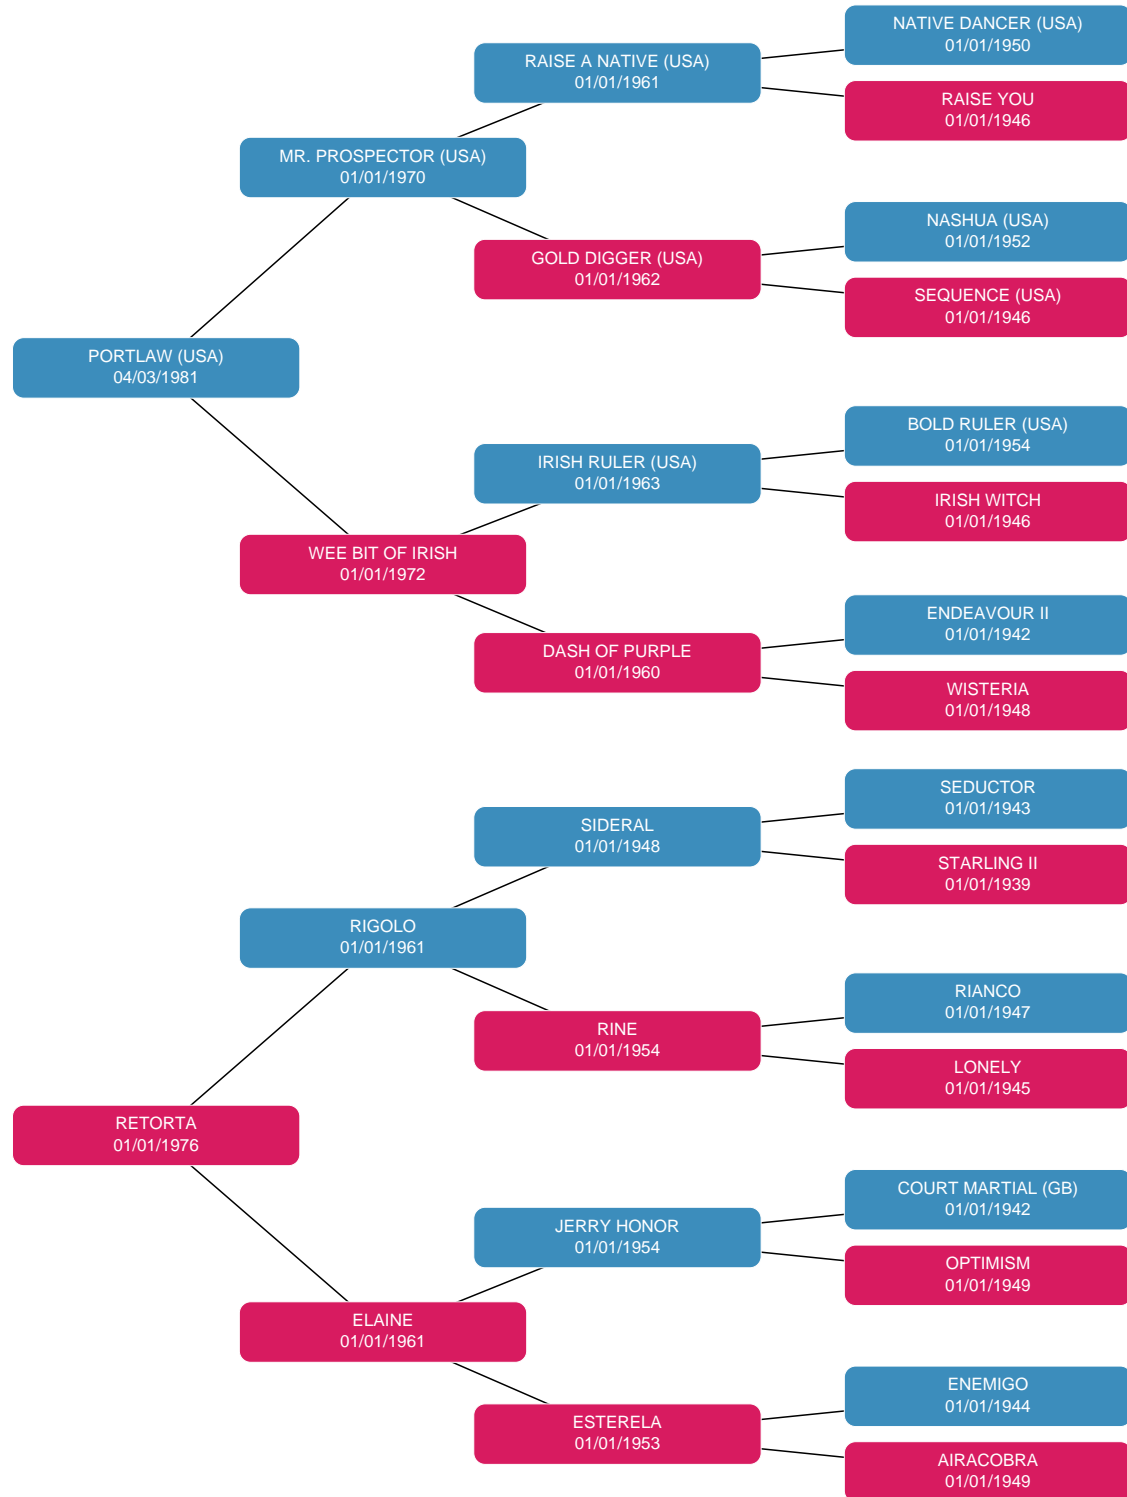 NATIVE DANCER (USA)
01/01/1950
RAISE A NATIVE (USA)
01/01/1961
RAISE YOU
01/01/1946
MR. PROSPECTOR (USA)
01/01/1970
NASHUA (USA)
01/01/1952
GOLD DIGGER (USA)
01/01/1962
SEQUENCE (USA)
01/01/1946
PORTLAW (USA)
04/03/1981
BOLD RULER (USA)
01/01/1954
IRISH RULER (USA)
01/01/1963
IRISH WITCH
01/01/1946
WEE BIT OF IRISH
01/01/1972
ENDEAVOUR II
01/01/1942
DASH OF PURPLE
01/01/1960
WISTERIA
01/01/1948
SEDUCTOR
01/01/1943
SIDERAL
01/01/1948
STARLING II
01/01/1939
RIGOLO
01/01/1961
RIANCO
01/01/1947
RINE
01/01/1954
LONELY
01/01/1945
RETORTA
01/01/1976
COURT MARTIAL (GB)
01/01/1942
JERRY HONOR
01/01/1954
OPTIMISM
01/01/1949
ELAINE
01/01/1961
ENEMIGO
01/01/1944
ESTERELA
01/01/1953
AIRACOBRA
01/01/1949